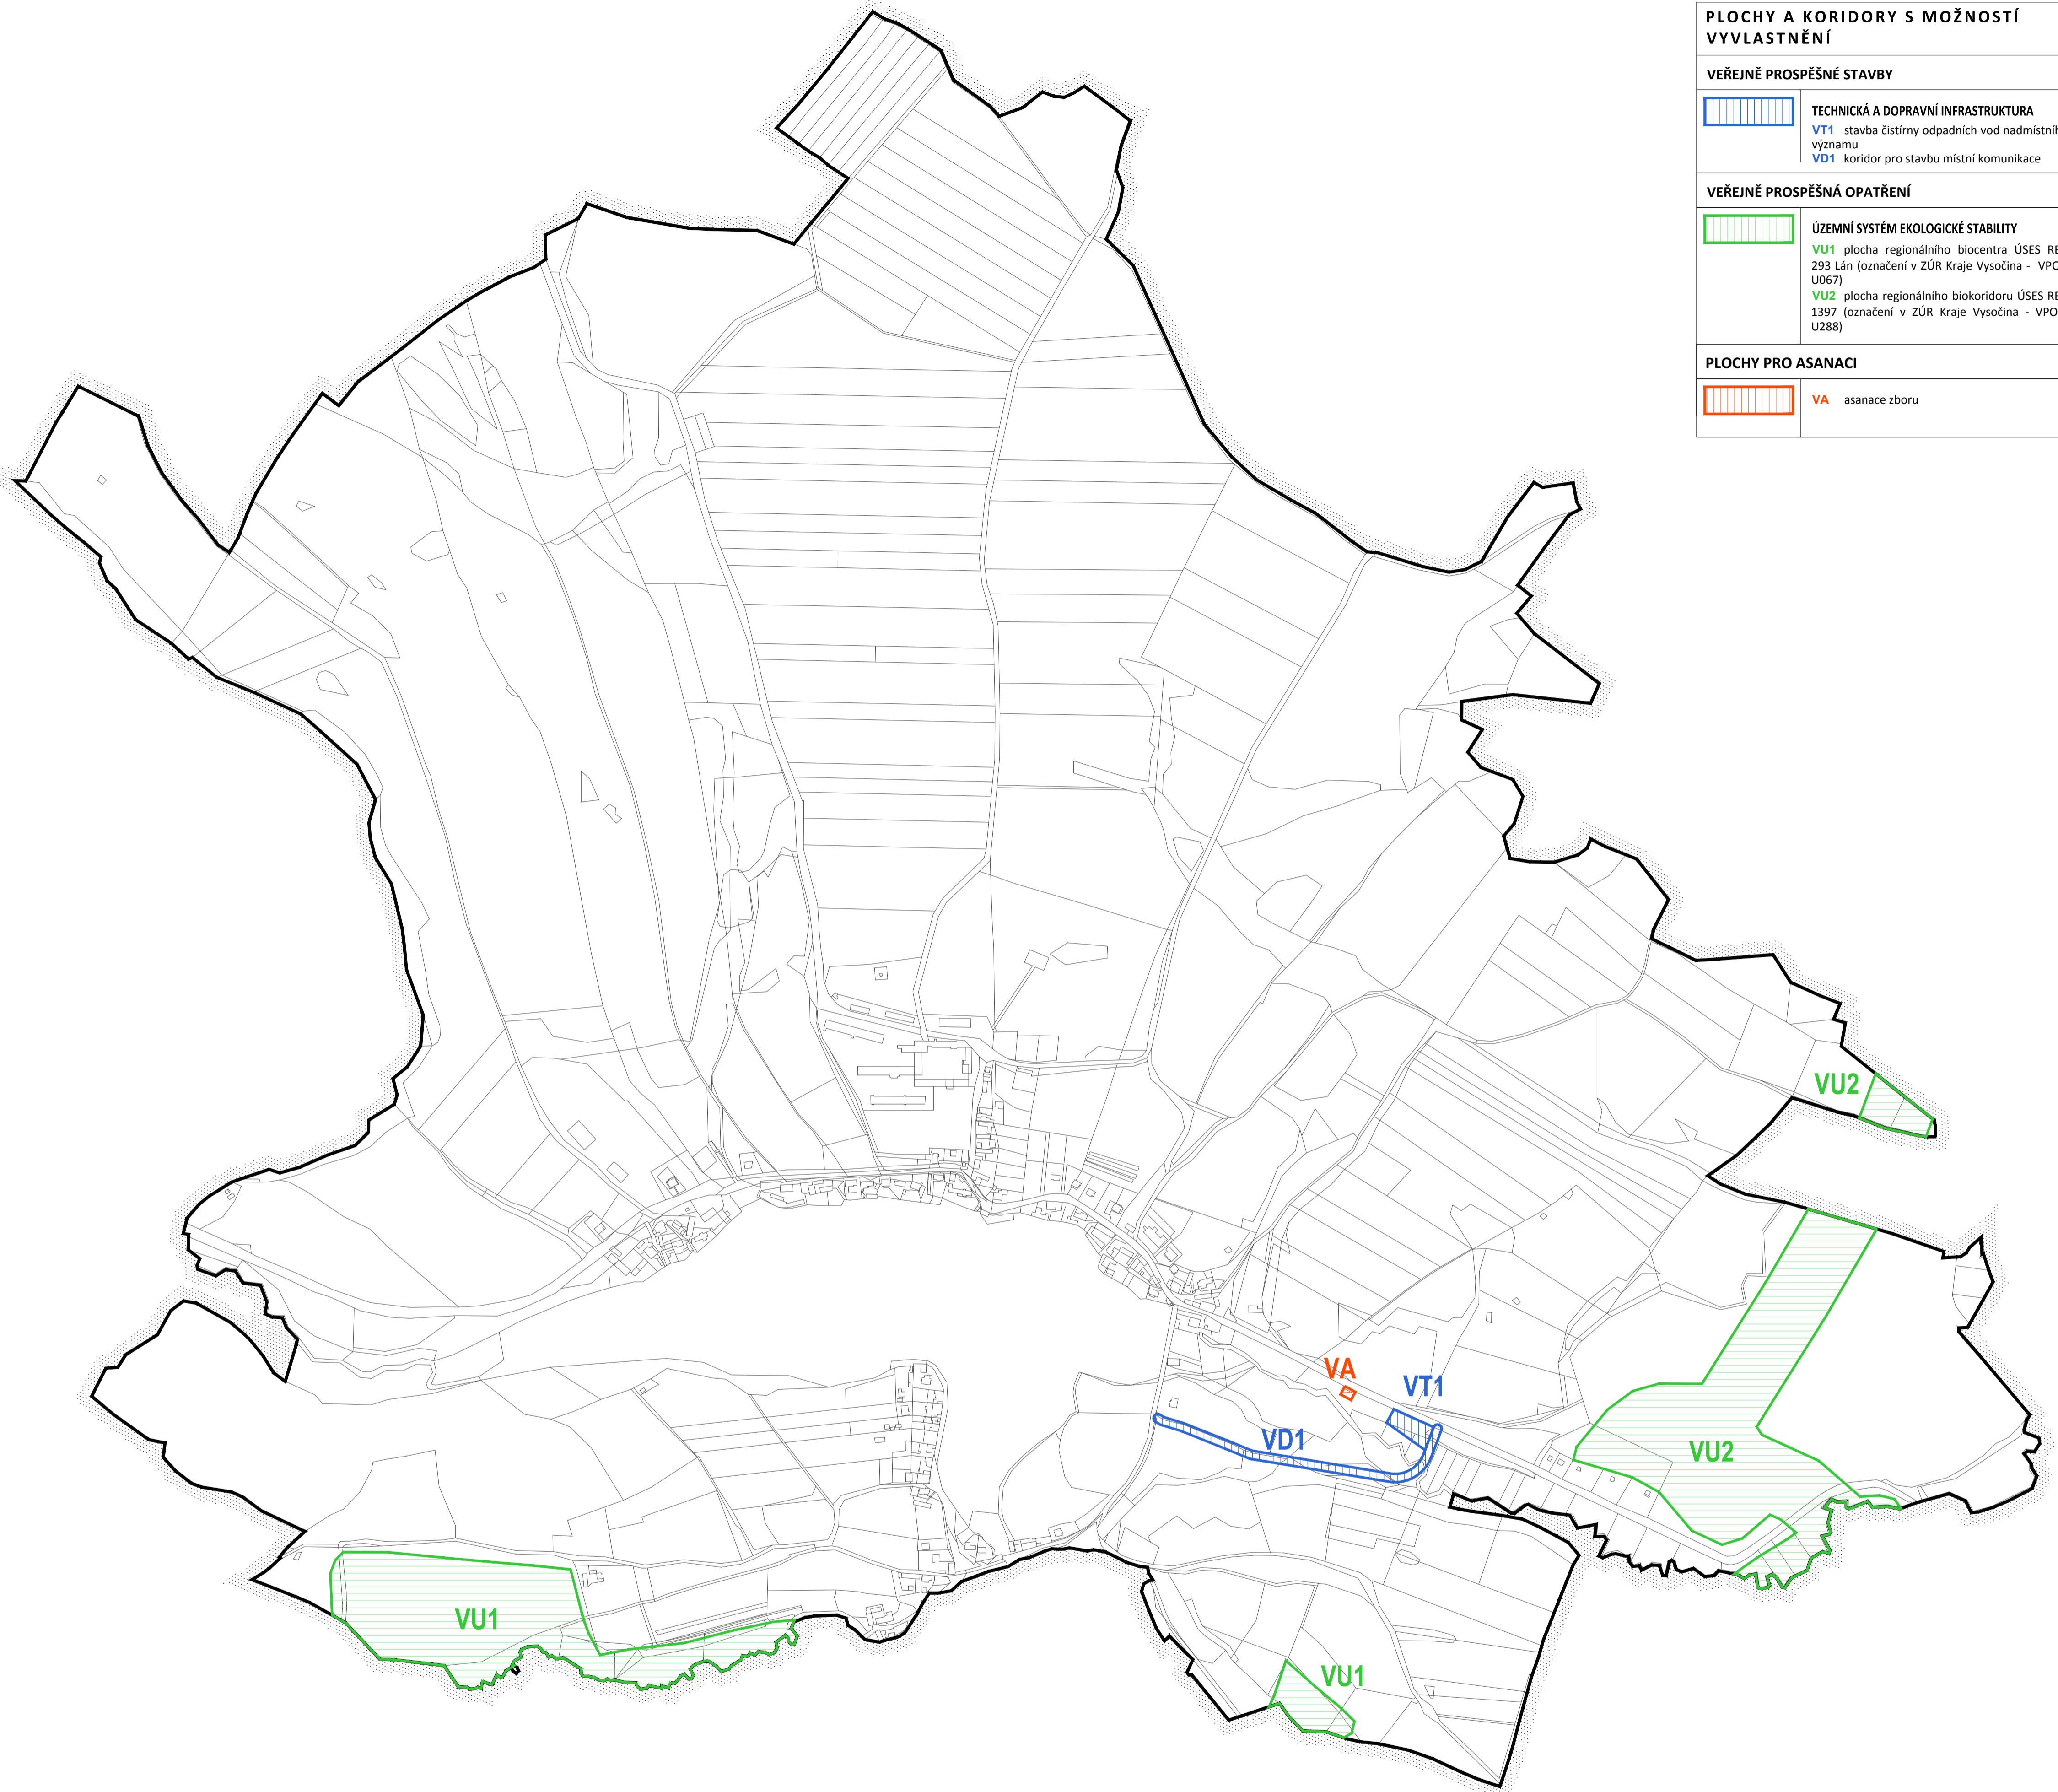 PLOCHY A KORIDORY S MOŽNOSTÍ
VYVLASTNĚNÍ
VEŘEJNĚ PROSPĚŠNÉ STAVBY
TECHNICKÁ A DOPRAVNÍ INFRASTRUKTURA
VT1 stavba čistírny odpadních vod
významu
VD1 koridor pro stavbu místní komunikace
VEŘEJNĚ PROSPĚŠNÁ OPATŘENÍ
ÚZEMNÍ SYSTÉM EKOLOGICKÉ STABILITY
VU1 plocha regionálního biocentra ÚSES
293 Lán (označení v ZÚR Kraje Vysočina -
U067)
VU2 plocha regionálního biokoridoru ÚSES
1397 (označení v ZÚR Kraje Vysočina - VPO
U288)
PLOCHY PRO ASANACI
VA asanace zboru
VU2
VA
VT1
VD1
VU2
VU1
VU1